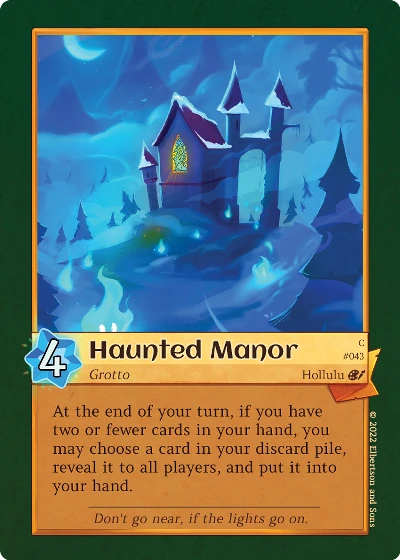 4
Haunted Manor
C
#043
Grotto
Hollulu
At the end of your turn, if you have
two or fewer cards in your hand, you
may choose a card in your discard pile,
reveal it to all players, and put it into
your hand.
Don't go near, if the lights go on.
© 2022 Elbertson and Sons